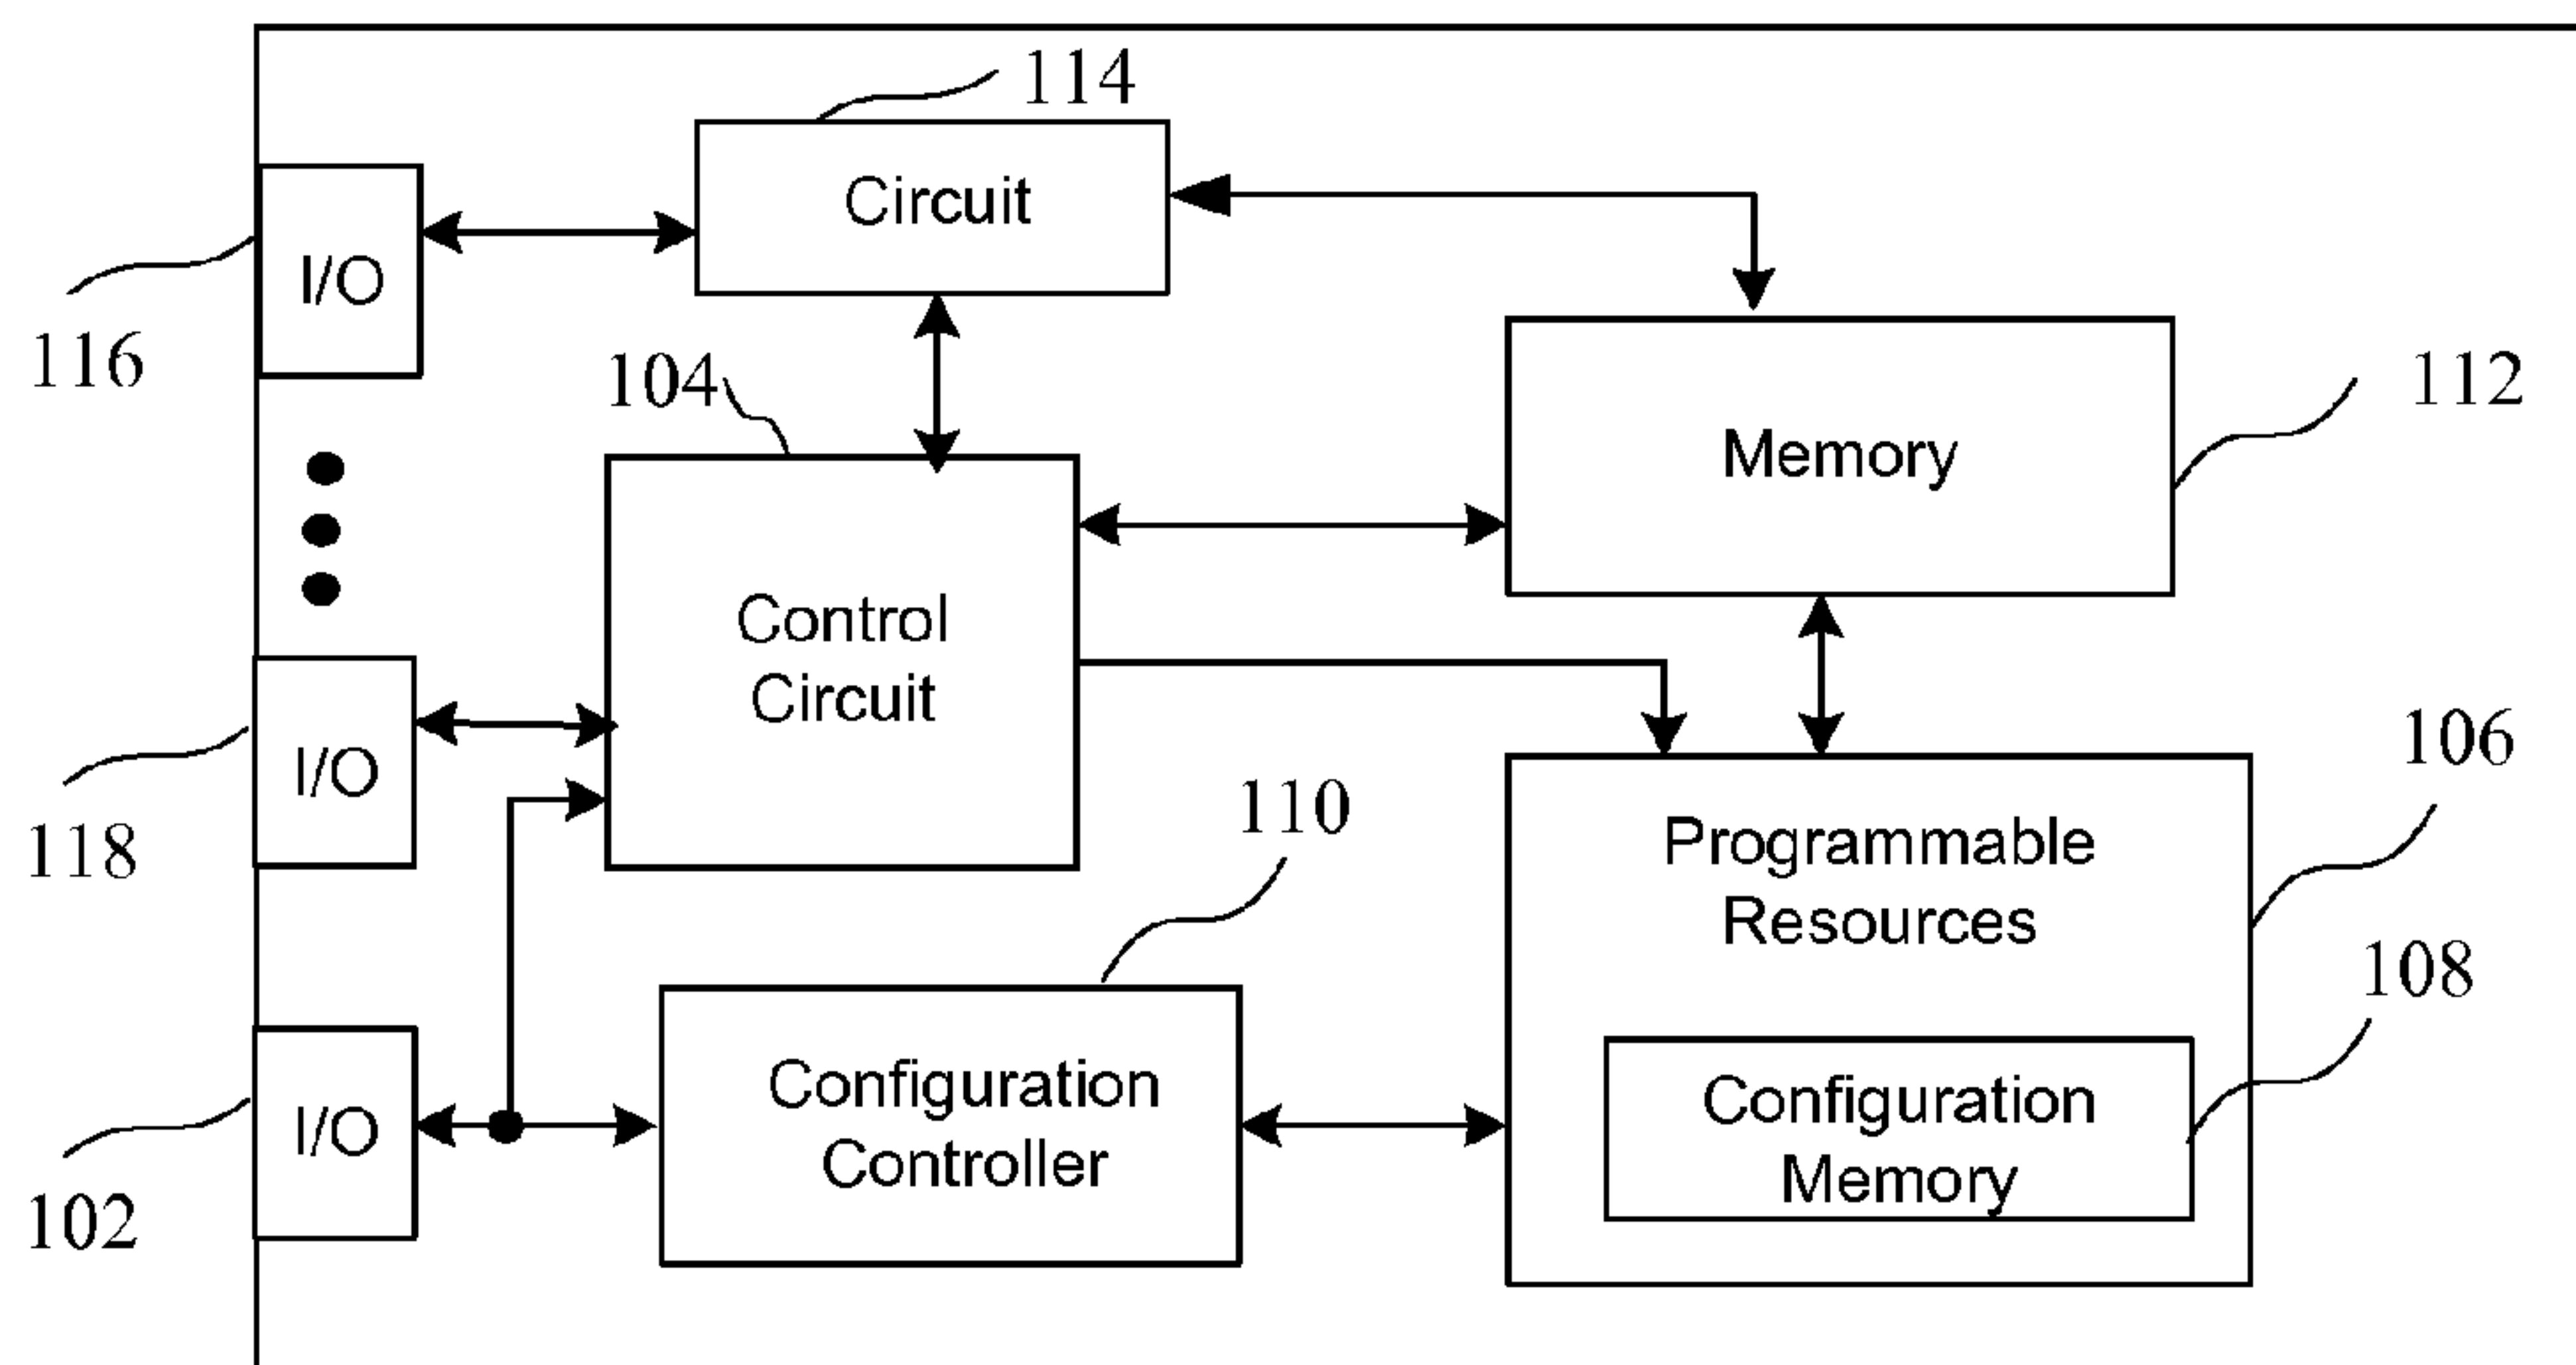 114
Circuit
I/O
116
104
112
Memory
Control
Circuit
I/O
118
110
106
Programmable
Resources
108
Configuration
Memory
Configuration
Controller
I/O
102